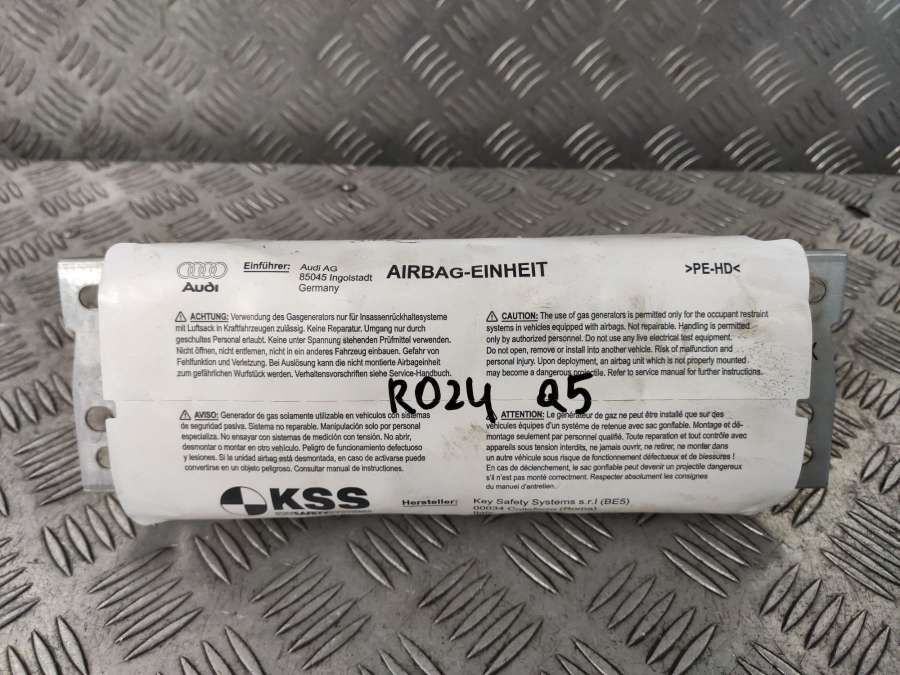 Audi
Einführer: Audi AG
85045 Ingolstadt
Germany
AIRBAG-EINHEIT
>PE-HD<
ACHTUNG: Verwendung des Gasgenerators nur für Insassenrückhaltesysteme
mit Luftsack in Kraftfahrzeugen zulässig. Keine Reparatur. Umgang nur durch
geschultes Personal erlaubt. Keine unter Spannung stehenden Prüfmittel verwenden.
Nicht öffnen, nicht entfernen, nicht in ein anderes Fahrzeug einbauen. Gefahr von
Fehlfunktion und Verletzung. Bei Auslösung kann die nicht montierte Airbageinheit
zum gefährlichen Wurfstück werden. Verhaltensvorschriften siehe Service-Handbuch.
CAUTION: The use of gas generators is permitted only for the occupant restraint
systems in vehicles equipped with airbags. Not repairable. Handling is permitted
only by authorized personnel. Do not use any live electrical test equipment.
Do not open, remove or install into another vehicle. Risk of malfunction and
personal injury. Upon deployment, an airbag unit which is not properly mounted
may become a dangerous projectile. Refer to service manual for further instructions.
RO24 Q5
AVISO: Generador de gas solamente utilizable en vehículos con sistemas
de seguridad pasiva. Sistema no reparable. Manipulación solo por personal
especializa. No ensayar con sistemas de medición con tensión. No abrir,
desmontar o montar en otro vehículo. Peligro de funcionamiento defectuoso
y lesiones. Si la unidad airbag está desmontada, en caso de activarse puede
convertirse en un objeto peligroso. Consultar manual de instrucciones.
ATTENTION: Le générateur de gaz ne peut être installé que sur des
véhicules équipes d'un système de retenue avec sac gonflable. Montage et dé-
montage seulement par personnel qualifié. Toute reparation et tout contrôle avec
appareils sous tension interdits, ne jamais ouvrir, ne retirer, ne monter dans
un autre véhicule sous risque de fonctionnement défectueux et de blessures !
En cas de déclenchement, le sac gonflable peut devenir un projectile dangereux
s'il n'est pas monté correctement. Respecter absolument les consignes
du manuel d'entretien.
KSS
Hersteller: Key Safety Systems s.r.l (BE5)
00034 Colleferro (Roma)